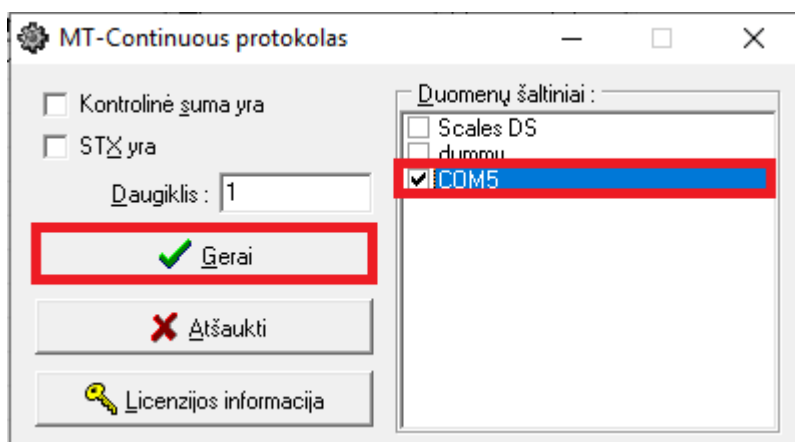 MT-Continuous protokolas
Kontrolinė suma yra
STX yra
Daugiklis : 1
Gerai
Atšaukti
Licenzijos informacija
Duomenų šaltiniai :
Scales DS
dummy
COM5